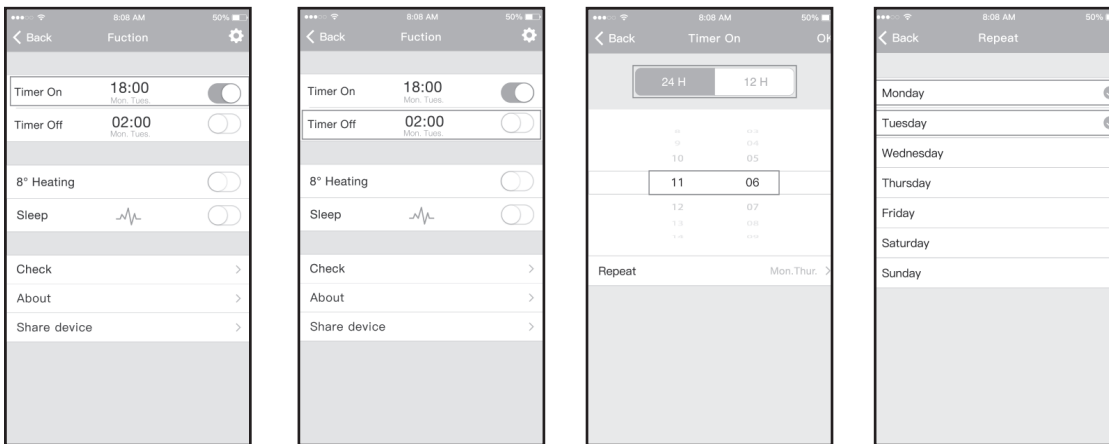 8:08 AM 50%
Back Fuction
Timer On 18:00
Mon. Tues.
Timer Off 02:00
Mon. Tues.
8° Heating
Sleep
Check
About
Share device
8:08 AM 50%
Back Fuction
Timer On 18:00
Mon. Tues.
Timer Off 02:00
Mon. Tues.
8° Heating
Sleep
Check
About
Share device
8:08 AM 50%
Back Timer On OK
24 H 12 H
9 04
10 05
11 06
12 07
13 08
Repeat Mon.Thur.
8:08 AM 50%
Back Repeat
Monday
Tuesday
Wednesday
Thursday
Friday
Saturday
Sunday